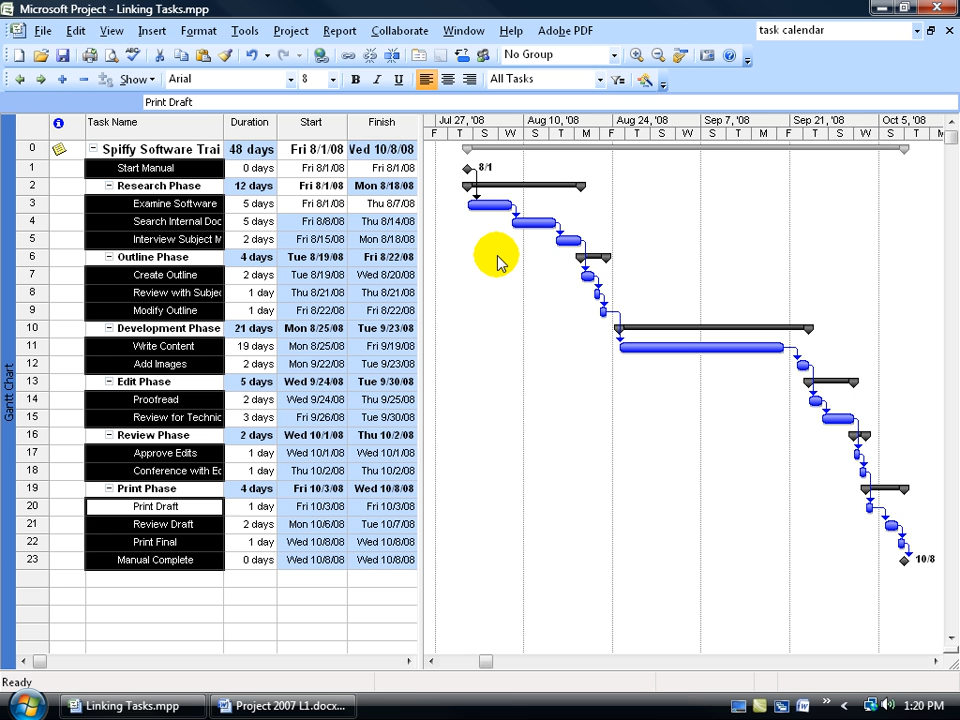 Microsoft Project - Linking Tasks.mpp
File Edit View Insert Format Tools Project Report Collaborate Window Help Adobe PDF task calendar
No Group
Show Arial 8 B I U All Tasks
Print Draft
Task Name Duration Start Finish Jul 27, '08 Aug 10, '08 Aug 24, '08 Sep 7, '08 Sep 21, '08 Oct 5, '08
F T S W F T S W F T S W
0 Spiffy Software Trai 48 days Fri 8/1/08 Wed 10/8/08
1 Start Manual 0 days Fri 8/1/08 Fri 8/1/08 8/1
2 Research Phase 12 days Fri 8/1/08 Mon 8/18/08
3 Examine Software 5 days Fri 8/1/08 Thu 8/7/08
4 Search Internal Doc 5 days Fri 8/8/08 Thu 8/14/08
5 Interview Subject M 2 days Fri 8/15/08 Mon 8/18/08
6 Outline Phase 4 days Tue 8/19/08 Fri 8/22/08
7 Create Outline 2 days Tue 8/19/08 Wed 8/20/08
8 Review with Subjec 1 day Thu 8/21/08 Thu 8/21/08
9 Modify Outline 1 day Fri 8/22/08 Fri 8/22/08
10 Development Phase 21 days Mon 8/25/08 Tue 9/23/08
11 Write Content 19 days Mon 8/25/08 Fri 9/19/08
12 Add Images 2 days Mon 9/22/08 Tue 9/23/08
13 Edit Phase 5 days Wed 9/24/08 Tue 9/30/08
14 Proofread 2 days Wed 9/24/08 Thu 9/25/08
15 Review for Technic 3 days Fri 9/26/08 Tue 9/30/08
16 Review Phase 2 days Wed 10/1/08 Thu 10/2/08
17 Approve Edits 1 day Wed 10/1/08 Wed 10/1/08
18 Conference with Ec 1 day Thu 10/2/08 Thu 10/2/08
19 Print Phase 4 days Fri 10/3/08 Wed 10/8/08
20 Print Draft 1 day Fri 10/3/08 Fri 10/3/08
21 Review Draft 2 days Mon 10/6/08 Tue 10/7/08
22 Print Final 1 day Wed 10/8/08 Wed 10/8/08
23 Manual Complete 0 days Wed 10/8/08 Wed 10/8/08 10/8
Gantt Chart
Ready
Linking Tasks.mpp Project 2007 L1.docx... 1:20 PM